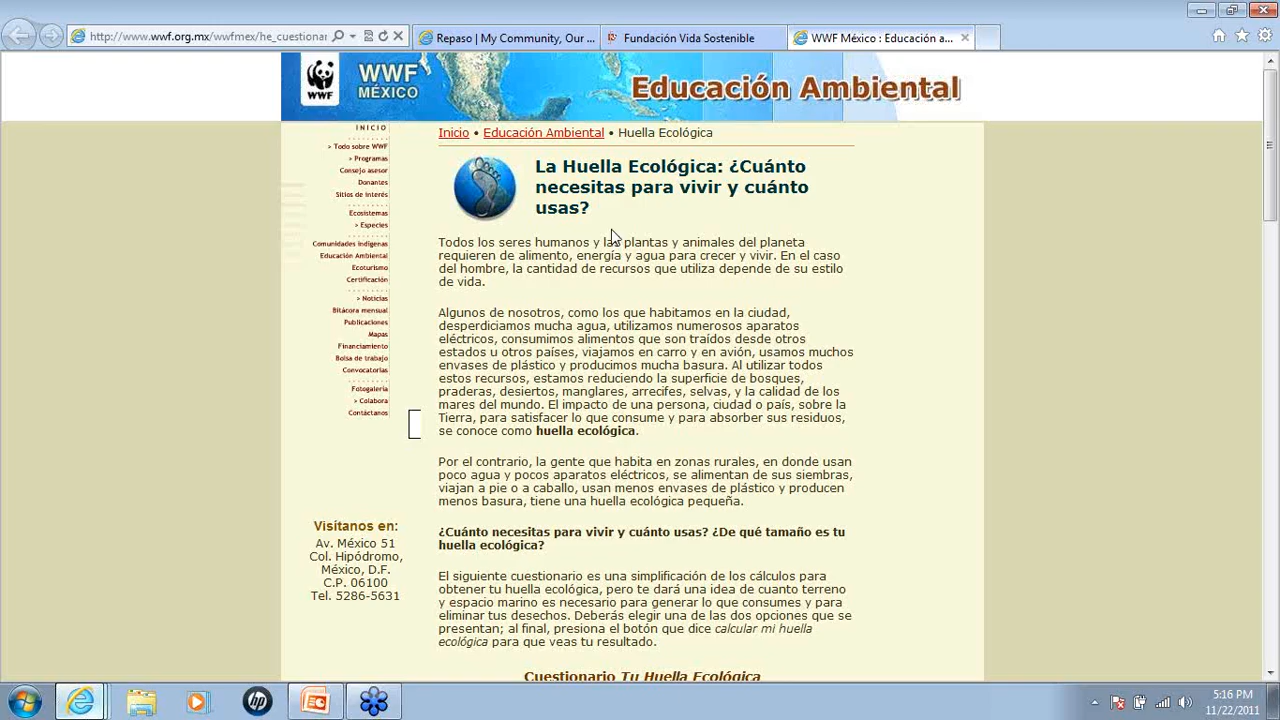 http://www.wwf.org.mx/wwfmex/he_cuestionar
Repaso | My Community, Our ...
Fundación Vida Sostenible
WWF México : Educación a...
WWF
WWF
MÉXICO
Educación Ambiental
INICIO
> Todo sobre WWF
> Programas
Consejo asesor
Donantes
Sitios de interés
Ecosistemas
> Especies
Comunidades indígenas
Educación Ambiental
Ecoturismo
Certificación
> Noticias
Bitácora mensual
Publicaciones
Mapas
Financiamiento
Bolsa de trabajo
Convocatorias
Fotogalería
> Colabora
Contáctanos
Visítanos en:
Av. México 51
Col. Hipódromo,
México, D.F.
C.P. 06100
Tel. 5286-5631
Inicio • Educación Ambiental • Huella Ecológica
La Huella Ecológica: ¿Cuánto
necesitas para vivir y cuánto
usas?
Todos los seres humanos y las plantas y animales del planeta
requieren de alimento, energía y agua para crecer y vivir. En el caso
del hombre, la cantidad de recursos que utiliza depende de su estilo
de vida.
Algunos de nosotros, como los que habitamos en la ciudad,
desperdiciamos mucha agua, utilizamos numerosos aparatos
eléctricos, consumimos alimentos que son traídos desde otros
estados u otros países, viajamos en carro y en avión, usamos muchos
envases de plástico y producimos mucha basura. Al utilizar todos
estos recursos, estamos reduciendo la superficie de bosques,
praderas, desiertos, manglares, arrecifes, selvas, y la calidad de los
mares del mundo. El impacto de una persona, ciudad o país, sobre la
Tierra, para satisfacer lo que consume y para absorber sus residuos,
se conoce como huella ecológica.
Por el contrario, la gente que habita en zonas rurales, en donde usan
poco agua y pocos aparatos eléctricos, se alimentan de sus siembras,
viajan a pie o a caballo, usan menos envases de plástico y producen
menos basura, tiene una huella ecológica pequeña.
¿Cuánto necesitas para vivir y cuánto usas? ¿De qué tamaño es tu
huella ecológica?
El siguiente cuestionario es una simplificación de los cálculos para
obtener tu huella ecológica, pero te dará una idea de cuanto terreno
y espacio marino es necesario para generar lo que consumes y para
eliminar tus desechos. Deberás elegir una de las dos opciones que se
presentan; al final, presiona el botón que dice calcular mi huella
ecológica para que veas tu resultado.
Cuestionario Tu Huella Ecológica
hp
5:16 PM
11/22/2011